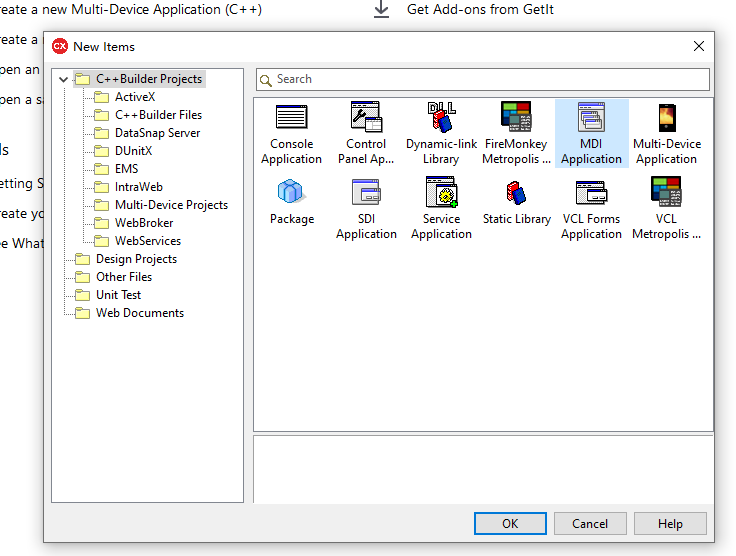 reate a new Multi-Device Application (C++)
Get Add-ons from GetIt
reate a
pen an
pen a sa
ls
etting S
reate yo
ee What
CX New Items
C++Builder Projects
ActiveX
C++Builder Files
DataSnap Server
DUnitX
EMS
IntraWeb
Multi-Device Projects
WebBroker
WebServices
Design Projects
Other Files
Unit Test
Web Documents
Search
Console
Application
Control
Panel Ap...
DLL
Dynamic-link
Library
FireMonkey
Metropolis ...
MDI
Application
Multi-Device
Application
Package
SDI
Application
Service
Application
Static Library
VCL Forms
Application
VCL
Metropolis ...
OK
Cancel
Help